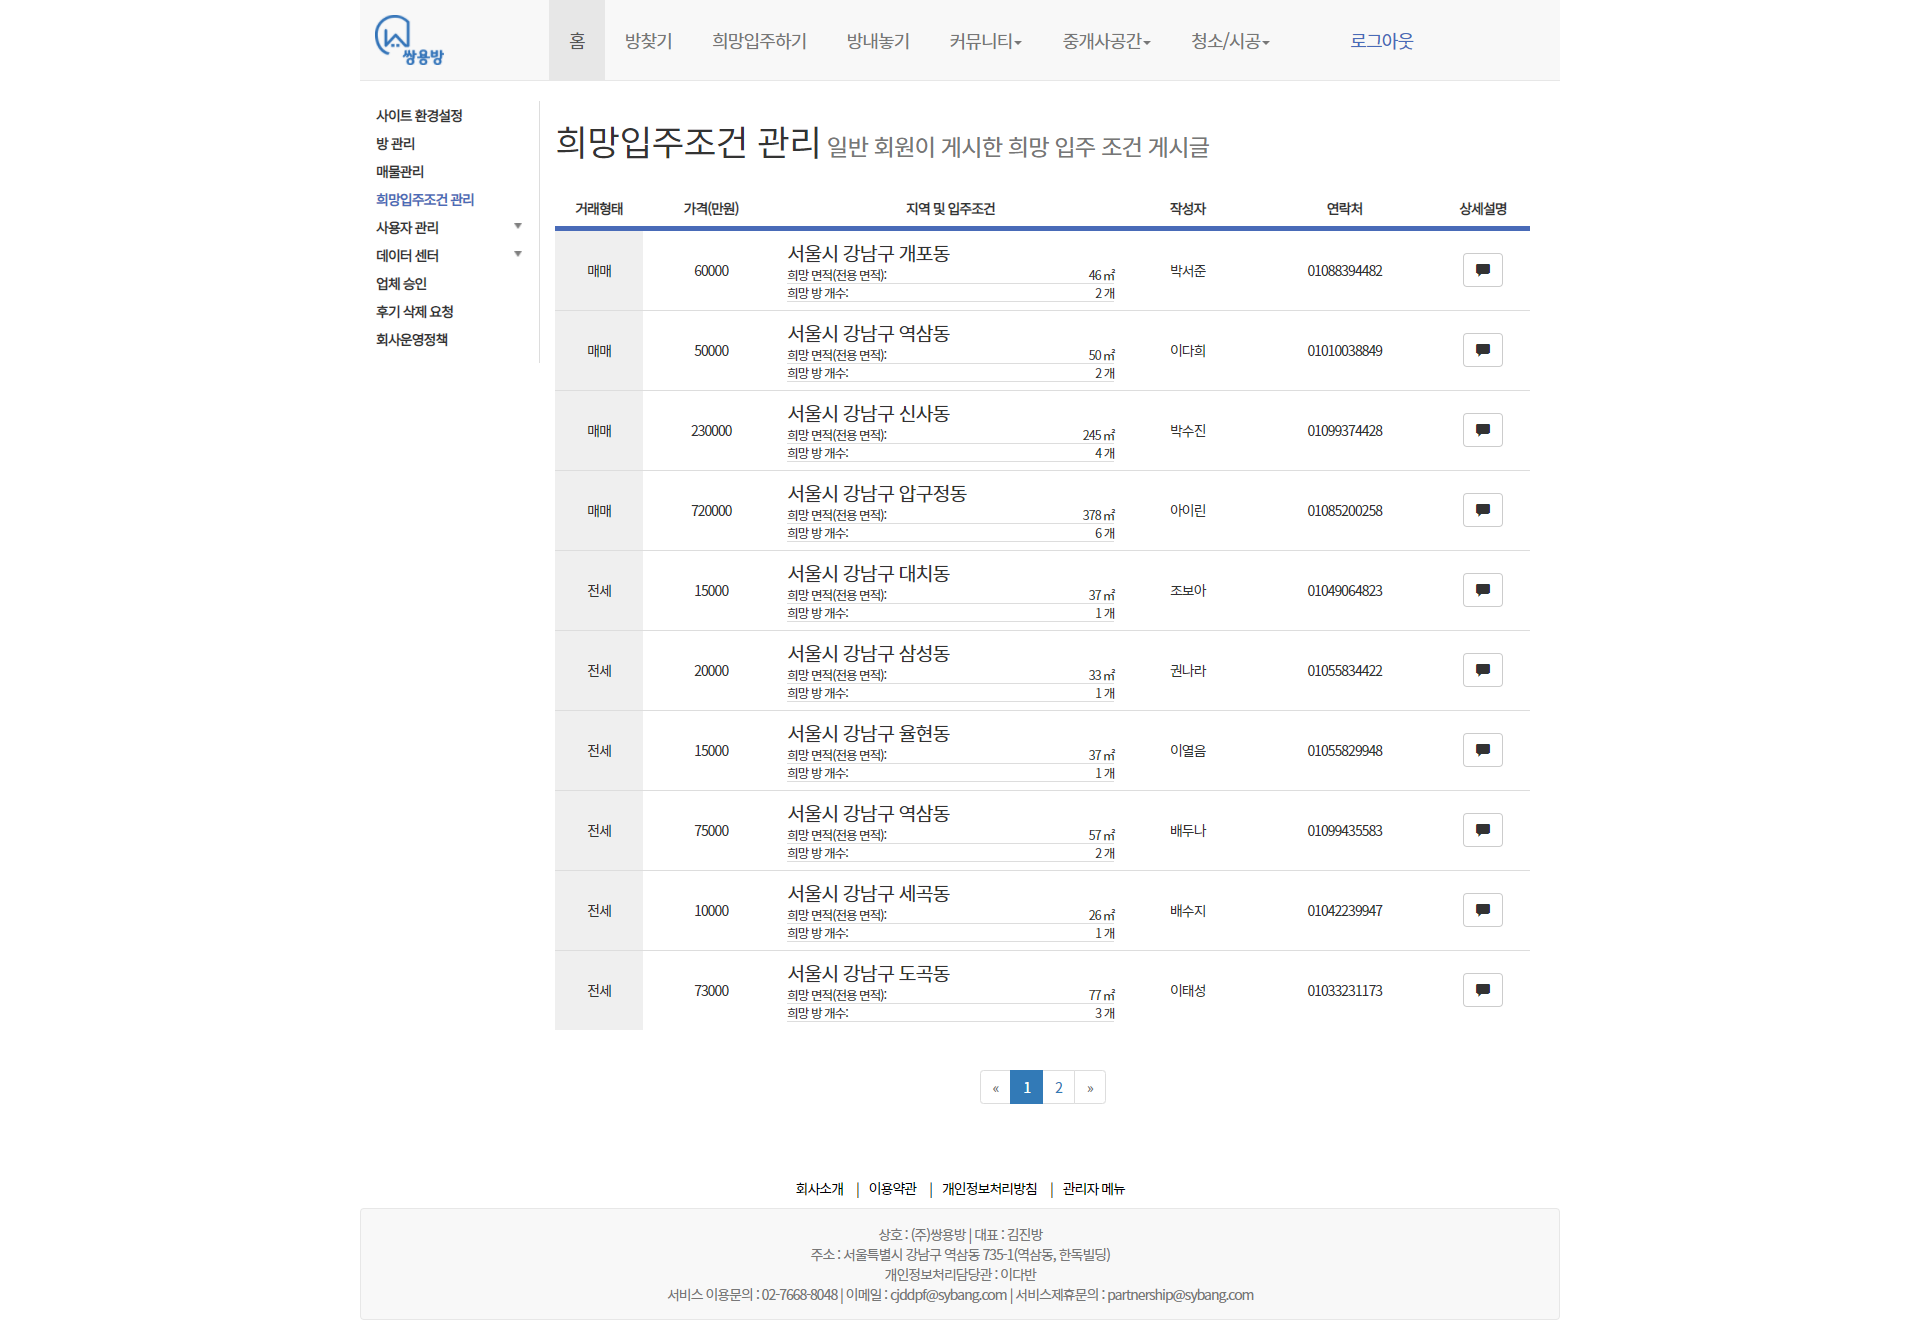 쌍용방
홈 방찾기 희망입주하기 방내놓기 커뮤니티 중개사공간 청소/시공 로그아웃
사이트 환경설정
방 관리
매물관리
희망입주조건 관리
사용자 관리
데이터 센터
업체 승인
후기 삭제 요청
회사운영정책
희망입주조건 관리 일반 회원이 게시한 희망 입주 조건 게시글
거래형태 가격(만원) 지역 및 입주조건 작성자 연락처 상세설명
서울시 강남구 개포동
매매 60000 희망 면적(전용 면적): 46 ㎡ 박서준 01088394482
희망 방 개수: 2 개
서울시 강남구 역삼동
매매 50000 희망 면적(전용 면적): 50 ㎡ 이다희 01010038849
희망 방 개수: 2 개
서울시 강남구 신사동
매매 230000 희망 면적(전용 면적): 245 ㎡ 박수진 01099374428
희망 방 개수: 4 개
서울시 강남구 압구정동
매매 720000 희망 면적(전용 면적): 378 ㎡ 아이린 01085200258
희망 방 개수: 6 개
서울시 강남구 대치동
전세 15000 희망 면적(전용 면적): 37 ㎡ 조보아 01049064823
희망 방 개수: 1 개
서울시 강남구 삼성동
전세 20000 희망 면적(전용 면적): 33 ㎡ 권나라 01055834422
희망 방 개수: 1 개
서울시 강남구 율현동
전세 15000 희망 면적(전용 면적): 37 ㎡ 이열음 01055829948
희망 방 개수: 1 개
서울시 강남구 역삼동
전세 75000 희망 면적(전용 면적): 57 ㎡ 배두나 01099435583
희망 방 개수: 2 개
서울시 강남구 세곡동
전세 10000 희망 면적(전용 면적): 26 ㎡ 배수지 01042239947
희망 방 개수: 1 개
서울시 강남구 도곡동
전세 73000 희망 면적(전용 면적): 77 ㎡ 이태성 01033231173
희망 방 개수: 3 개
« 1 2 »
회사소개 | 이용약관 | 개인정보처리방침 | 관리자 메뉴
상호 : (주)쌍용방 | 대표 : 김진방
주소 : 서울특별시 강남구 역삼동 735-1(역삼동, 한독빌딩)
개인정보처리담당관 : 이다반
서비스 이용문의 : 02-7668-8048 | 이메일 : cjddpf@sybang.com | 서비스제휴문의 : partnership@sybang.com